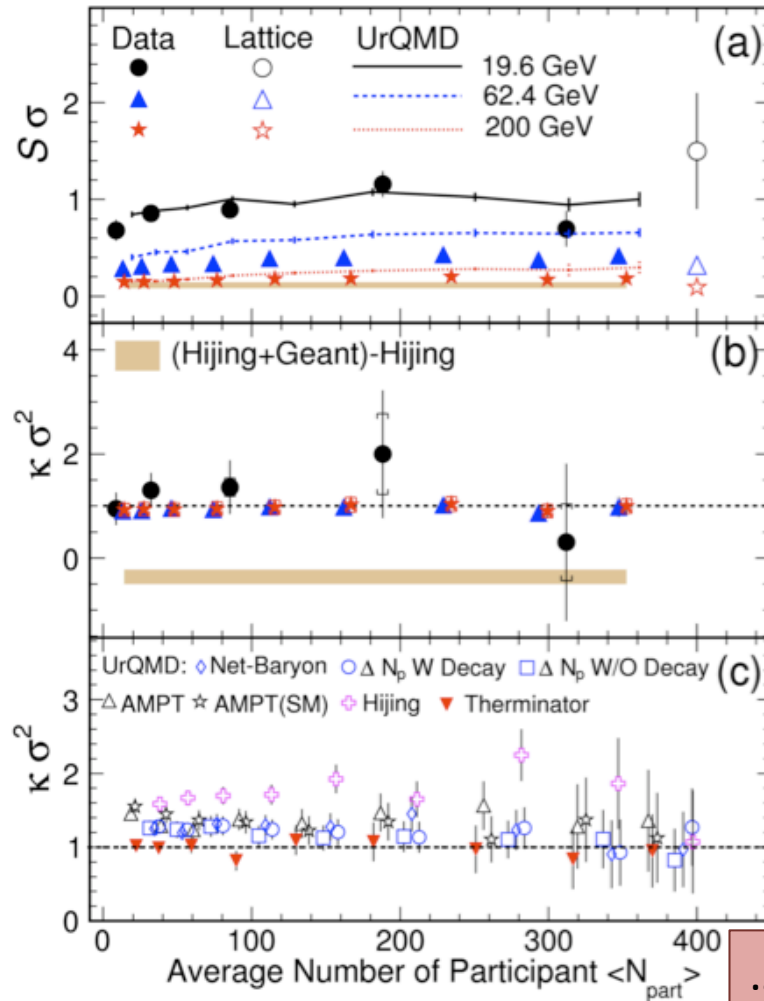 Data Lattice UrQMD (a)
19.6 GeV
62.4 GeV
200 GeV
S σ
2
1
0
(Hijing+Geant)-Hijing (b)
κ σ²
4
2
0
UrQMD: Net-Baryon Δ Nₚ W Decay Δ Nₚ W/O Decay (c)
AMPT AMPT(SM) Hijing Therminator
κ σ²
3
2
1
0
0 100 200 300 400
Average Number of Participant <N_part>
..